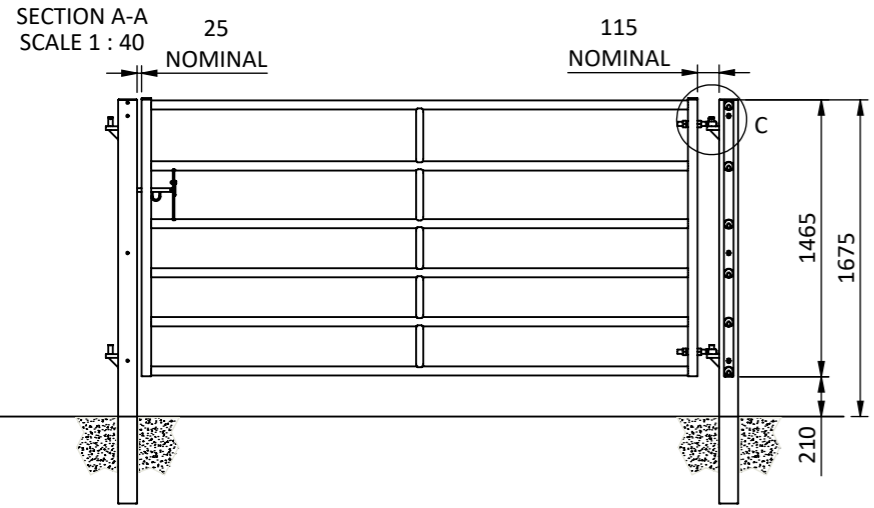 SECTION A-A
SCALE 1 : 40
25
NOMINAL
115
NOMINAL
C
1465
1675
210